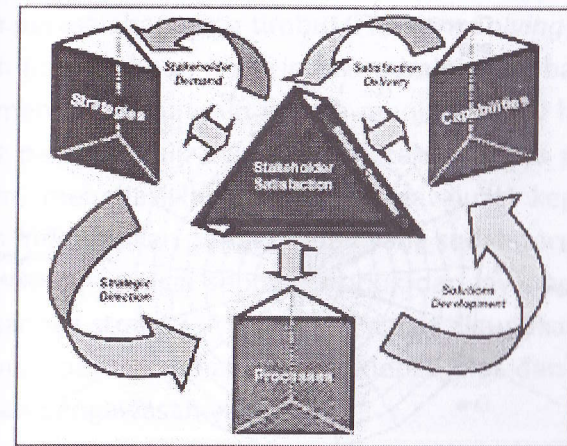 Stakeholder
Demand
Satisfaction
Delivery
Strategies
Capabilities
Stakeholder
Satisfaction
Strategic
Direction
Solutions
Development
Processes